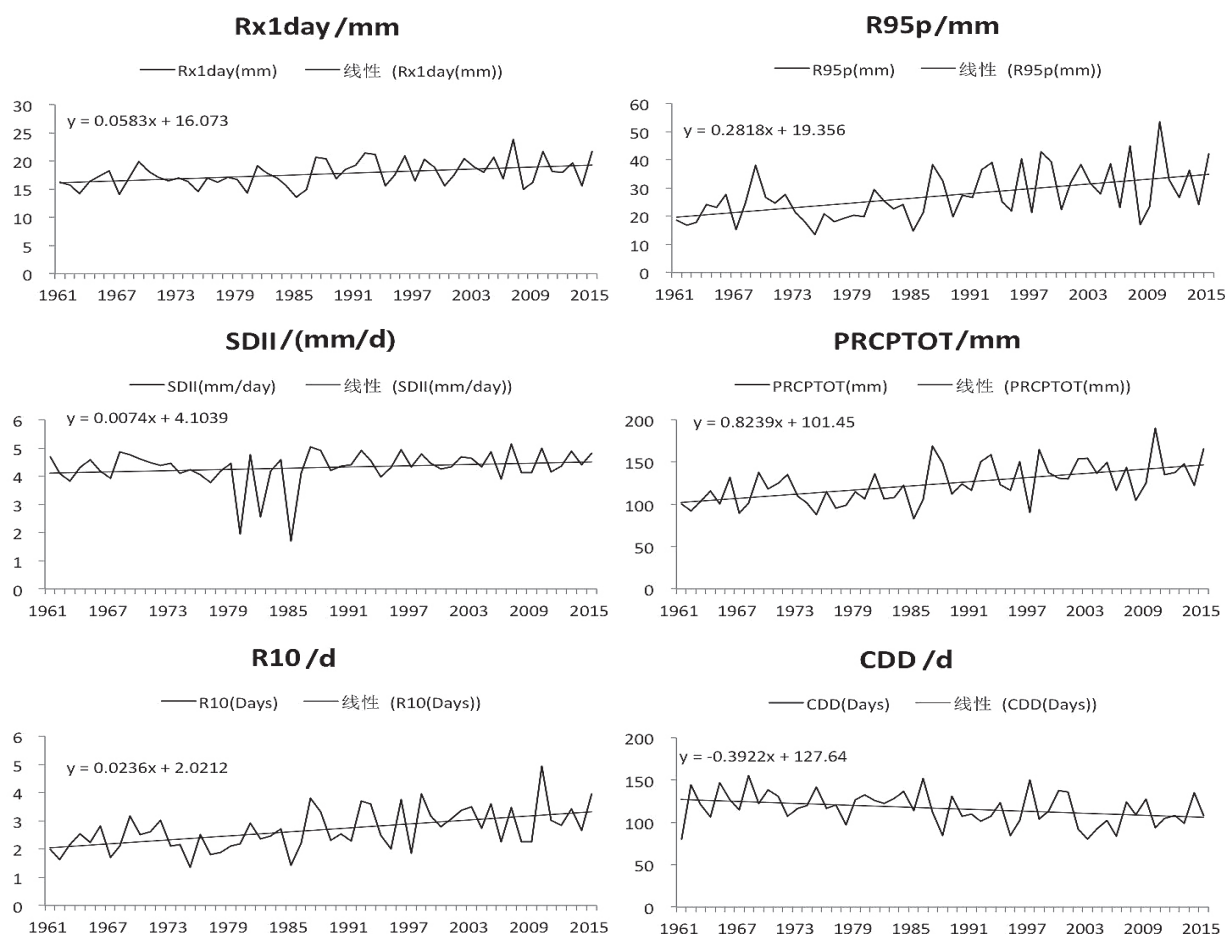 Rx1day/mm
Rx1day(mm) 线性 (Rx1day(mm))
y = 0.0583x + 16.073
30
25
20
15
10
5
0
1961 1967 1973 1979 1985 1991 1997 2003 2009 2015
R95p/mm
R95p(mm) 线性 (R95p(mm))
y = 0.2818x + 19.356
60
50
40
30
20
10
0
1961 1967 1973 1979 1985 1991 1997 2003 2009 2015
SDII/(mm/d)
SDII(mm/day) 线性 (SDII(mm/day))
y = 0.0074x + 4.1039
6
5
4
3
2
1
0
1961 1967 1973 1979 1985 1991 1997 2003 2009 2015
PRCPTOT/mm
PRCPTOT(mm) 线性 (PRCPTOT(mm))
y = 0.8239x + 101.45
200
150
100
50
0
1961 1967 1973 1979 1985 1991 1997 2003 2009 2015
R10/d
R10(Days) 线性 (R10(Days))
y = 0.0236x + 2.0212
6
5
4
3
2
1
0
1961 1967 1973 1979 1985 1991 1997 2003 2009 2015
CDD/d
CDD(Days) 线性 (CDD(Days))
y = -0.3922x + 127.64
200
150
100
50
0
1961 1967 1973 1979 1985 1991 1997 2003 2009 2015